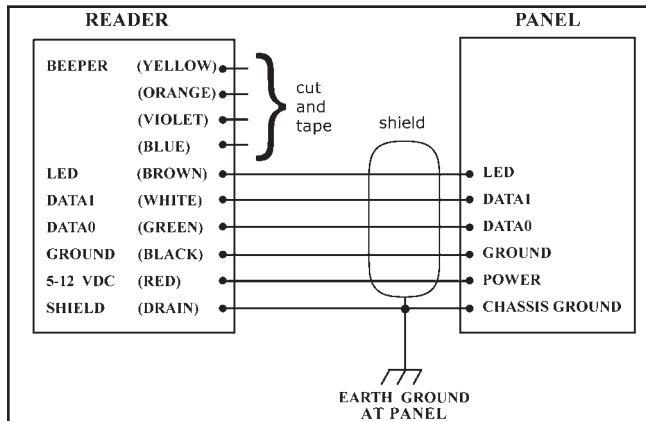 READER
PANEL
BEEPER (YELLOW)
(ORANGE)
(VIOLET)
(BLUE)
cut
and
tape
shield
LED (BROWN) LED
DATA1 (WHITE) DATA1
DATA0 (GREEN) DATA0
GROUND (BLACK) GROUND
5-12 VDC (RED) POWER
SHIELD (DRAIN) CHASSIS GROUND
EARTH GROUND
AT PANEL